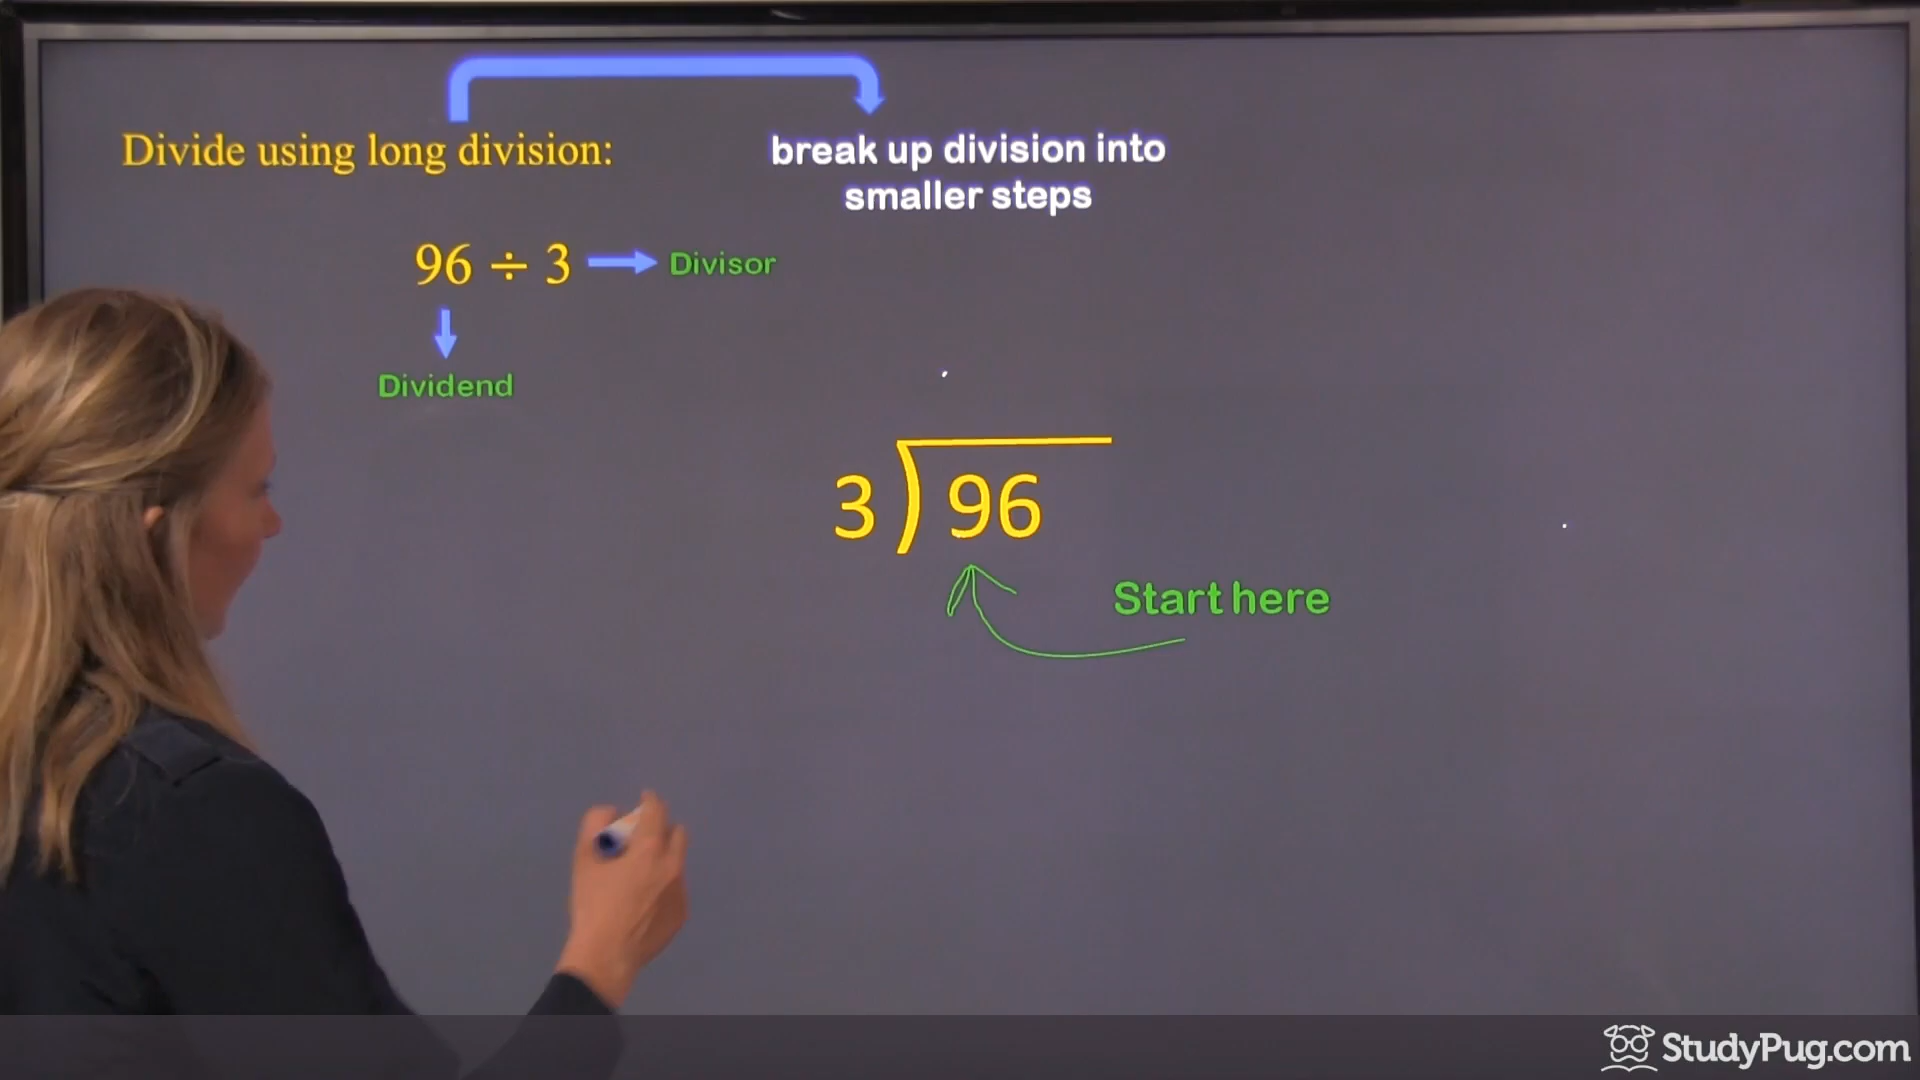 Divide using long division:
break up division into
smaller steps
96 ÷ 3
Divisor
Dividend
3 ) 96
Start here
StudyPug.com